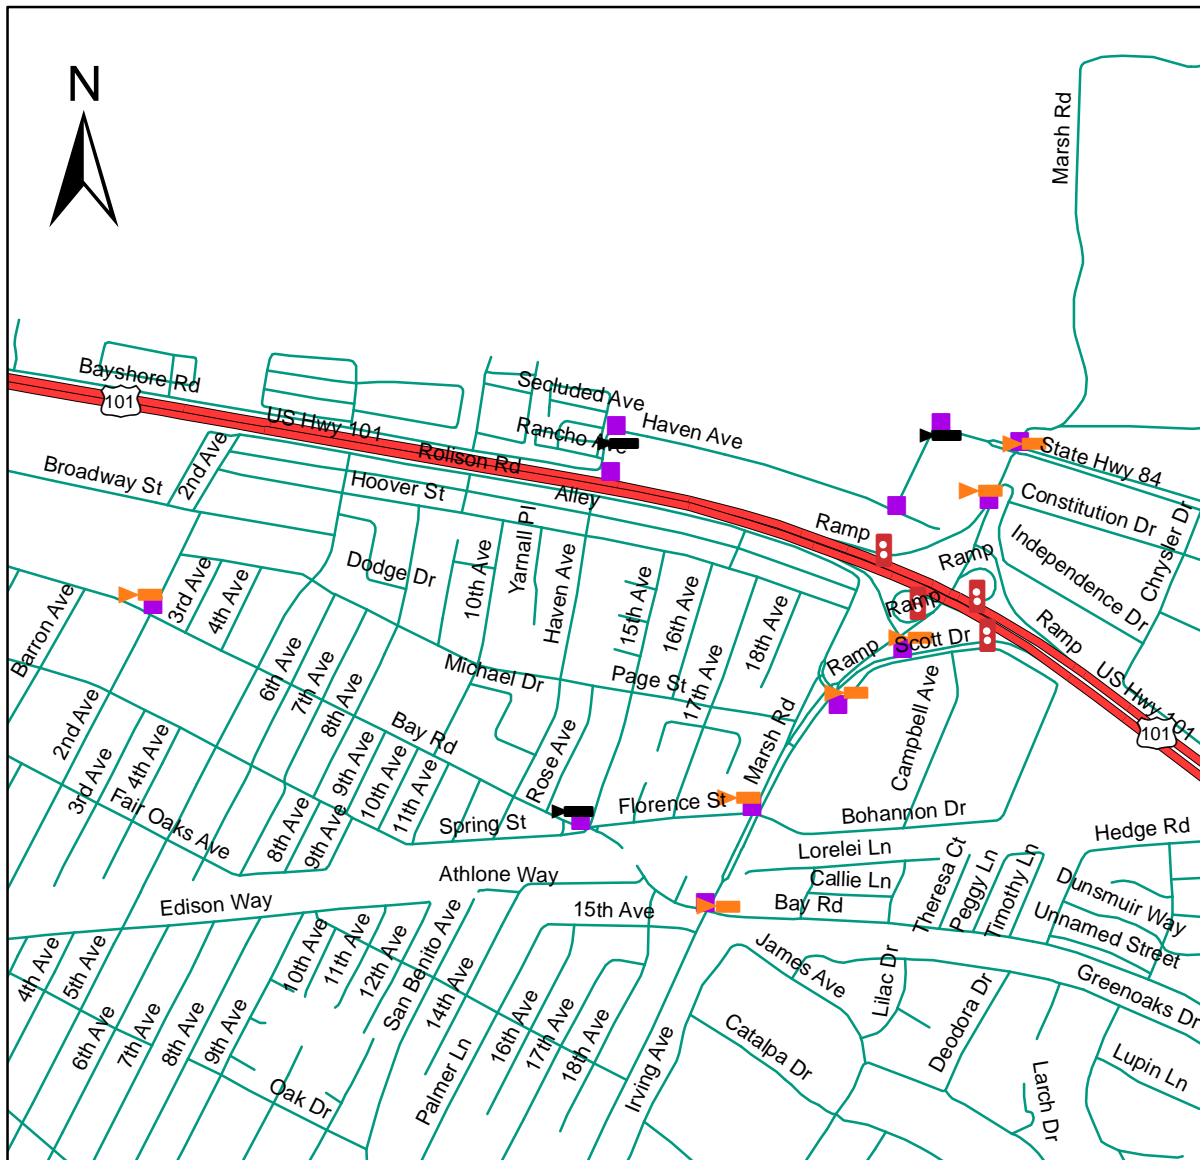 N
Marsh Rd
Bayshore Rd
101
US Hwy 101
Secluded Ave
Rancho Ave
Haven Ave
Rolison Rd
State Hwy 84
Broadway St
2nd Ave
Hoover St
Alley
Ramp
Constitution Dr
Chrysler Dr
Independence Dr
Ramp
Dodge Dr
10th Ave
Yarnall Pl
Haven Ave
15th Ave
16th Ave
18th Ave
3rd Ave
4th Ave
Barron Ave
Ramp
Ramp
Scott Dr
Ramp
6th Ave
7th Ave
8th Ave
Michael Dr
Page St
17th Ave
US Hwy 101
101
2nd Ave
3rd Ave
4th Ave
Bay Rd
9th Ave
10th Ave
11th Ave
Rose Ave
Marsh Rd
Campbell Ave
Fair Oaks Ave
8th Ave
9th Ave
Spring St
Florence St
Bohannon Dr
Hedge Rd
Lorelei Ln
Callie Ln
Theresa Ct
Peggy Ln
Timothy Ln
Dunsmuir Way
Unnamed Street
Athlone Way
Edison Way
15th Ave
Bay Rd
4th Ave
5th Ave
10th Ave
11th Ave
12th Ave
San Benito Ave
14th Ave
James Ave
Lilac Dr
Greenoaks Dr
6th Ave
7th Ave
8th Ave
9th Ave
16th Ave
17th Ave
18th Ave
Catalpa Dr
Deodora Dr
Lupin Ln
Oak Dr
Palmer Ln
Irving Ave
Larch Dr